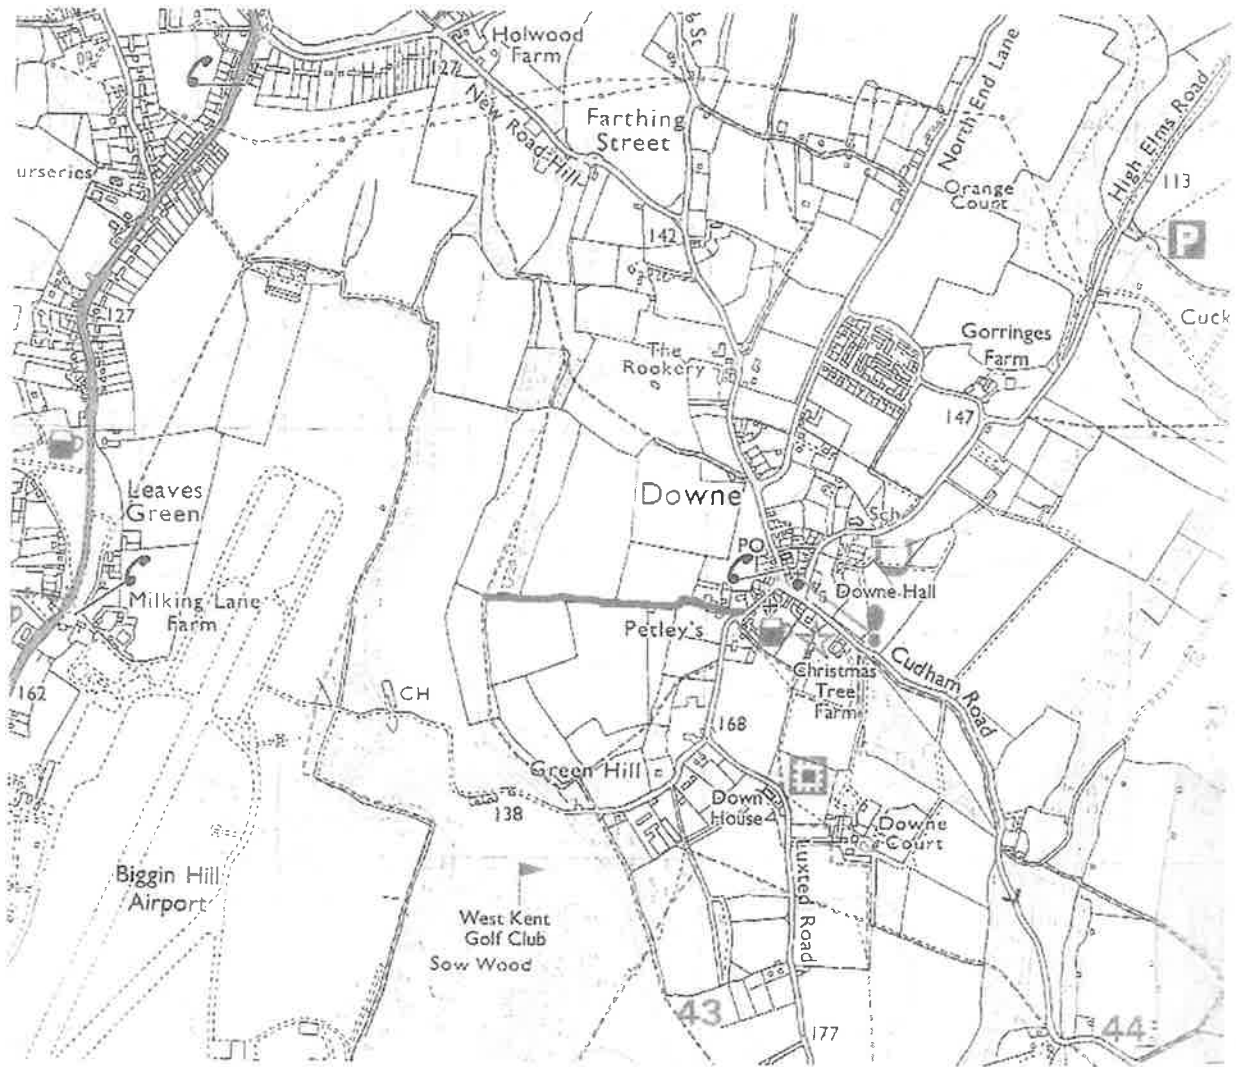 Holwood
Farm
127
New Road Hill
Farthing
Street
North End Lane
High Elms Road
113
P
urseries
Orange
Court
142
127
Cuck
Gorringes
Farm
The
Rookery
147
Leaves
Green
Downe
Sch
PO
Milking Lane
Farm
Downe Hall
Petley's
Cudham Road
Christmas
Tree
Farm
162
CH
168
Green Hill
Down
House
138
Downe
Court
Luxted Road
Biggin Hill
Airport
West Kent
Golf Club
Sow Wood
43
44
177